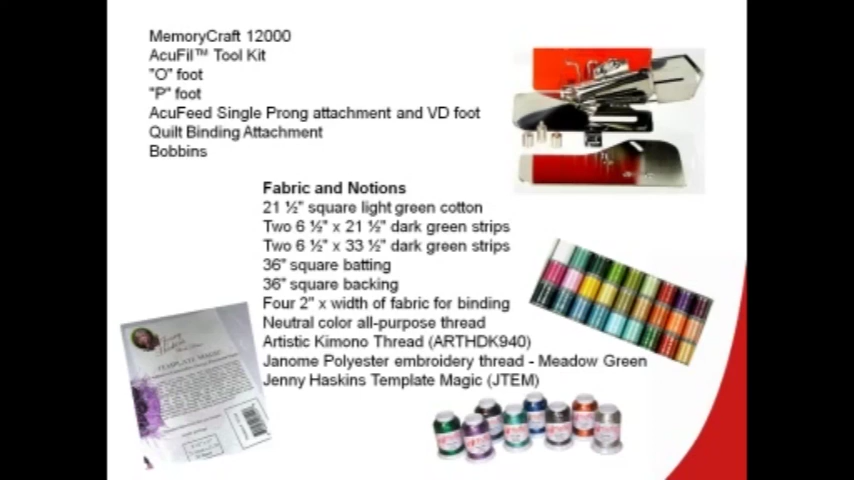 MemoryCraft 12000
AcuFil™ Tool Kit
"O" foot
"P" foot
AcuFeed Single Prong attachment and VD foot
Quilt Binding Attachment
Bobbins
Fabric and Notions
21 ½" square light green cotton
Two 6 ½" x 21 ½" dark green strips
Two 6 ½" x 33 ½" dark green strips
36" square batting
36" square backing
Four 2" x width of fabric for binding
Neutral color all-purpose thread
Artistic Kimono Thread (ARTHDK940)
Janome Polyester embroidery thread - Meadow Green
Jenny Haskins Template Magic (JTEM)
Jenny
Haskins
TEMPLATE MAGIC